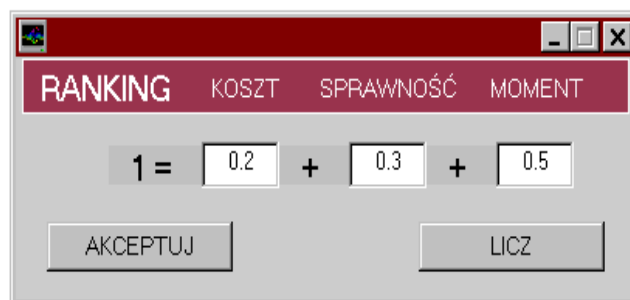 RANKING KOSZT SPRAWNOŚĆ MOMENT
1 = 0.2 + 0.3 + 0.5
AKCEPTUJ LICZ